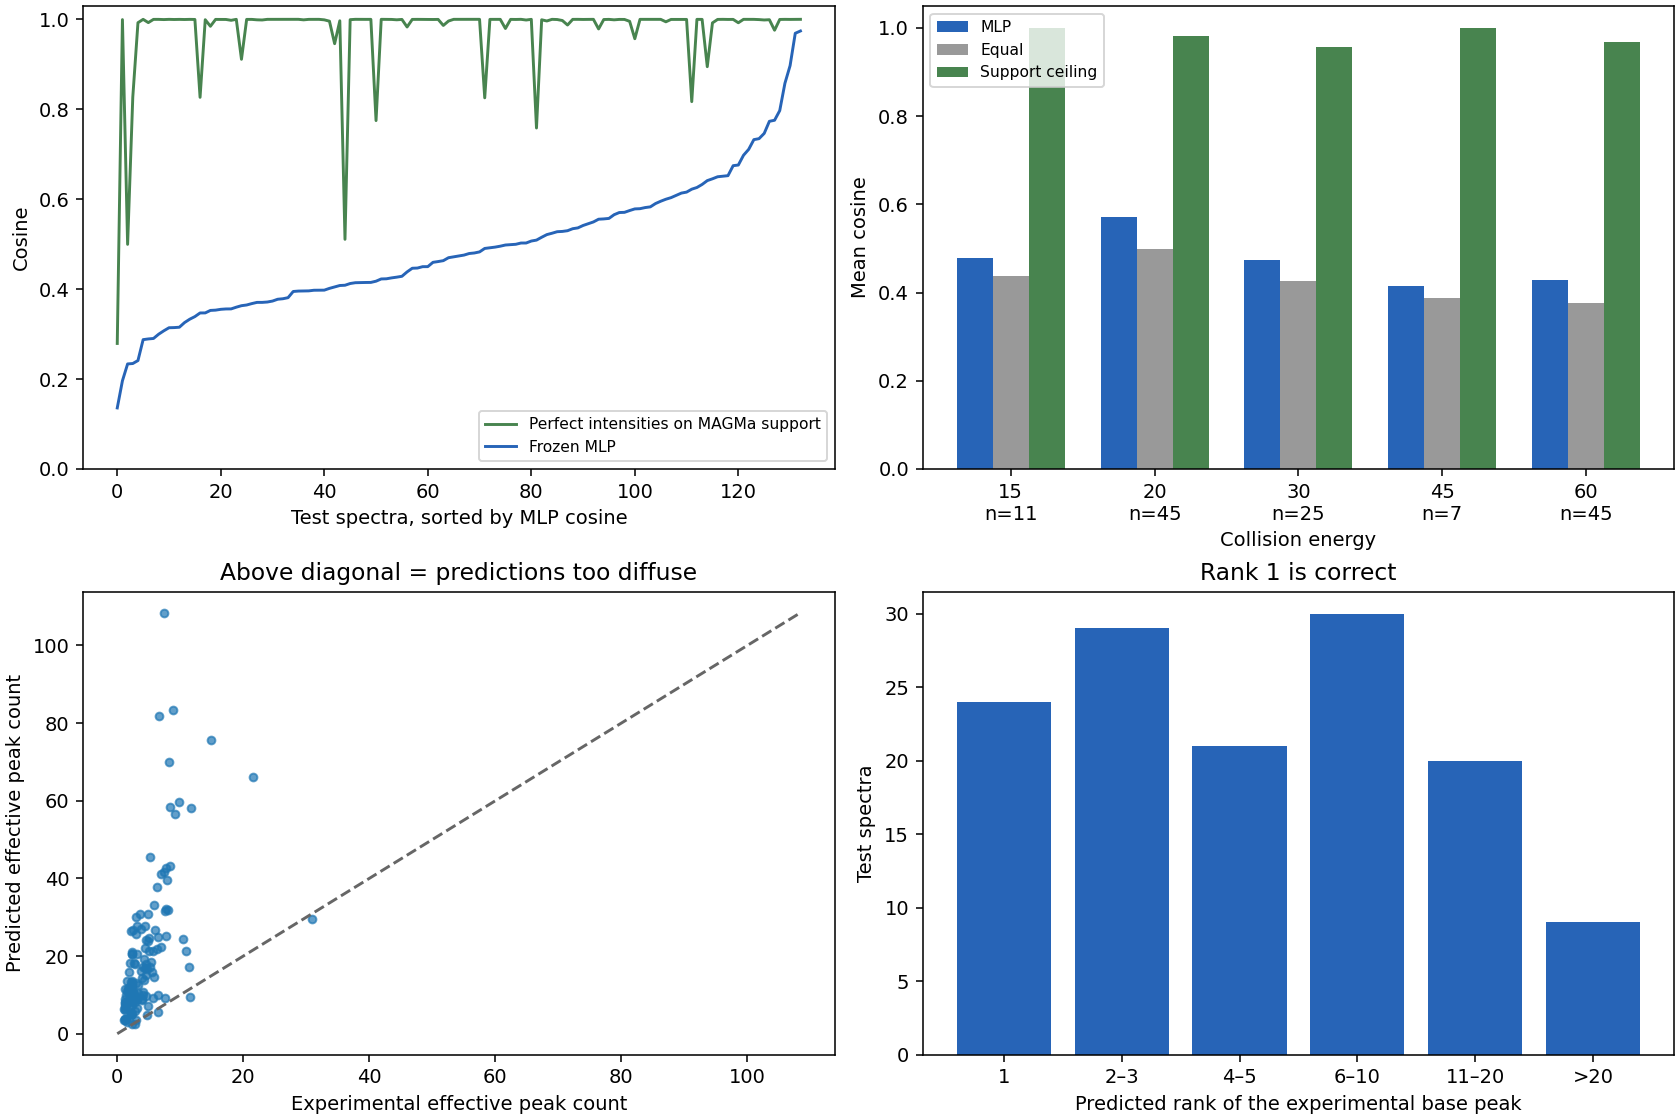 1.0
0.8
0.6
0.4
0.2
0.0
Cosine
Perfect intensities on MAGMa support
Frozen MLP
0 20 40 60 80 100 120
Test spectra, sorted by MLP cosine
1.0
0.8
0.6
0.4
0.2
0.0
Mean cosine
MLP
Equal
Support ceiling
15 20 30 45 60
n=11 n=45 n=25 n=7 n=45
Collision energy
Above diagonal = predictions too diffuse
100
80
60
40
20
0
Predicted effective peak count
0 20 40 60 80 100
Experimental effective peak count
Rank 1 is correct
30
25
20
15
10
5
0
Test spectra
1 2–3 4–5 6–10 11–20 >20
Predicted rank of the experimental base peak